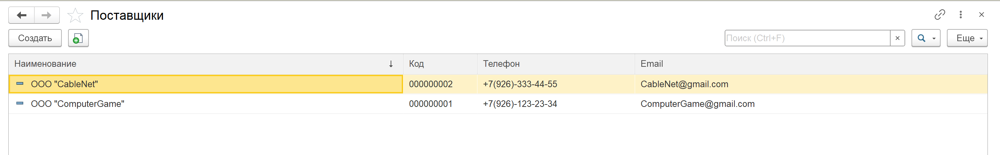 Поставщики
Создать Поиск (Ctrl+F) Еще
Наименование Код Телефон Email
ООО "CableNet" 000000002 +7(926)-333-44-55 CableNet@gmail.com
ООО "ComputerGame" 000000001 +7(926)-123-23-34 ComputerGame@gmail.com